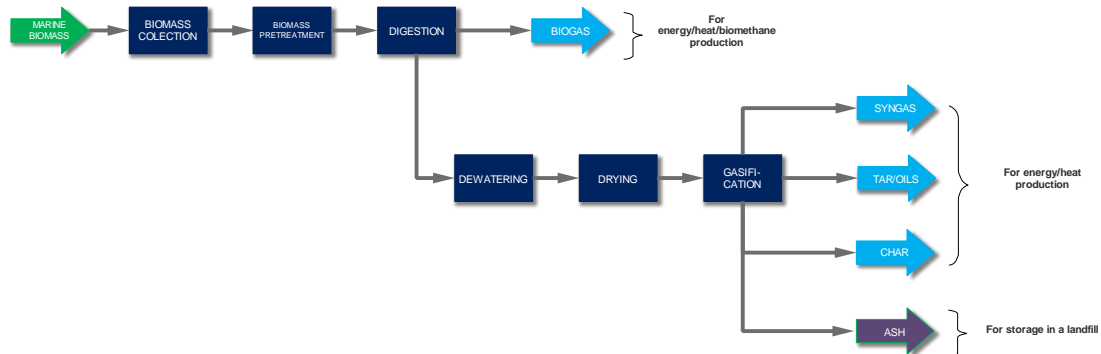 MARINE
BIOMASS
BIOMASS
COLECTION
BIOMASS
PRETREATMENT
DIGESTION
BIOGAS
For
energy/heat/biomethane
production
SYNGAS
DEWATERING
DRYING
GASIFI-
CATION
TAR/OILS
For energy/heat
production
CHAR
ASH
For storage in a landfill